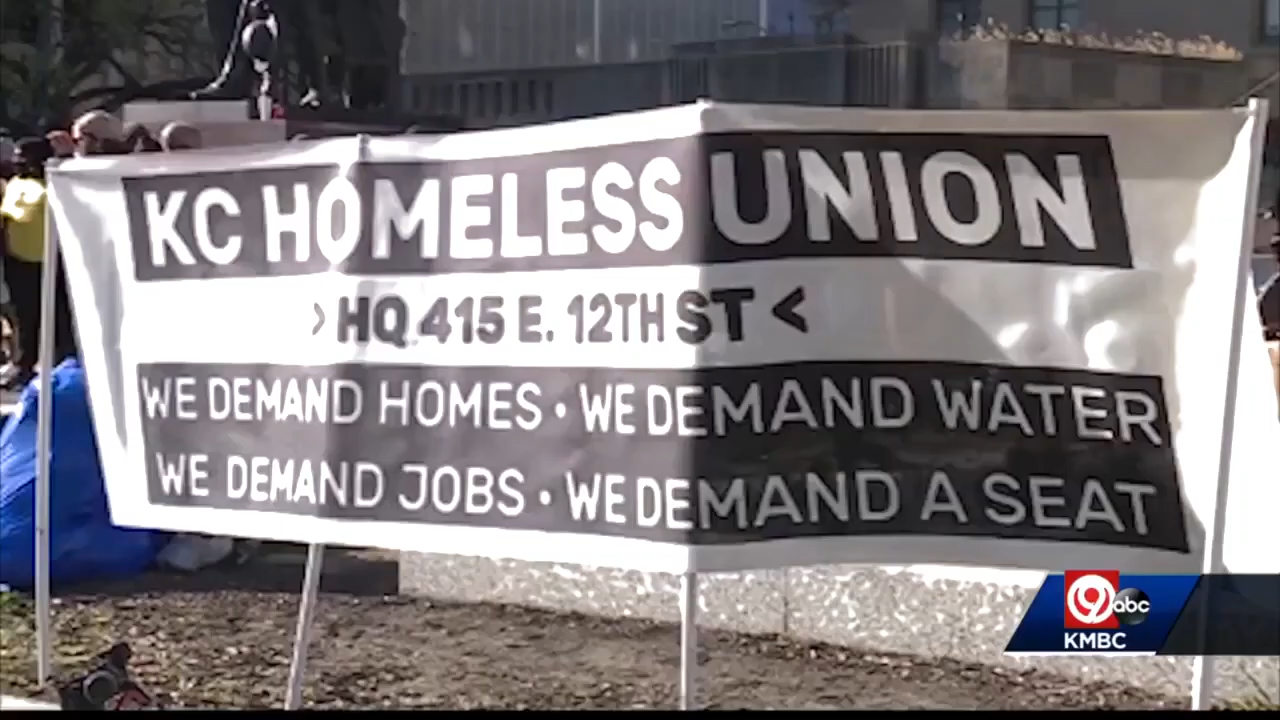 KC HOMELESS UNION
> HQ 415 E. 12TH ST <
WE DEMAND HOMES • WE DEMAND WATER
WE DEMAND JOBS • WE DEMAND A SEAT
9 abc
KMBC